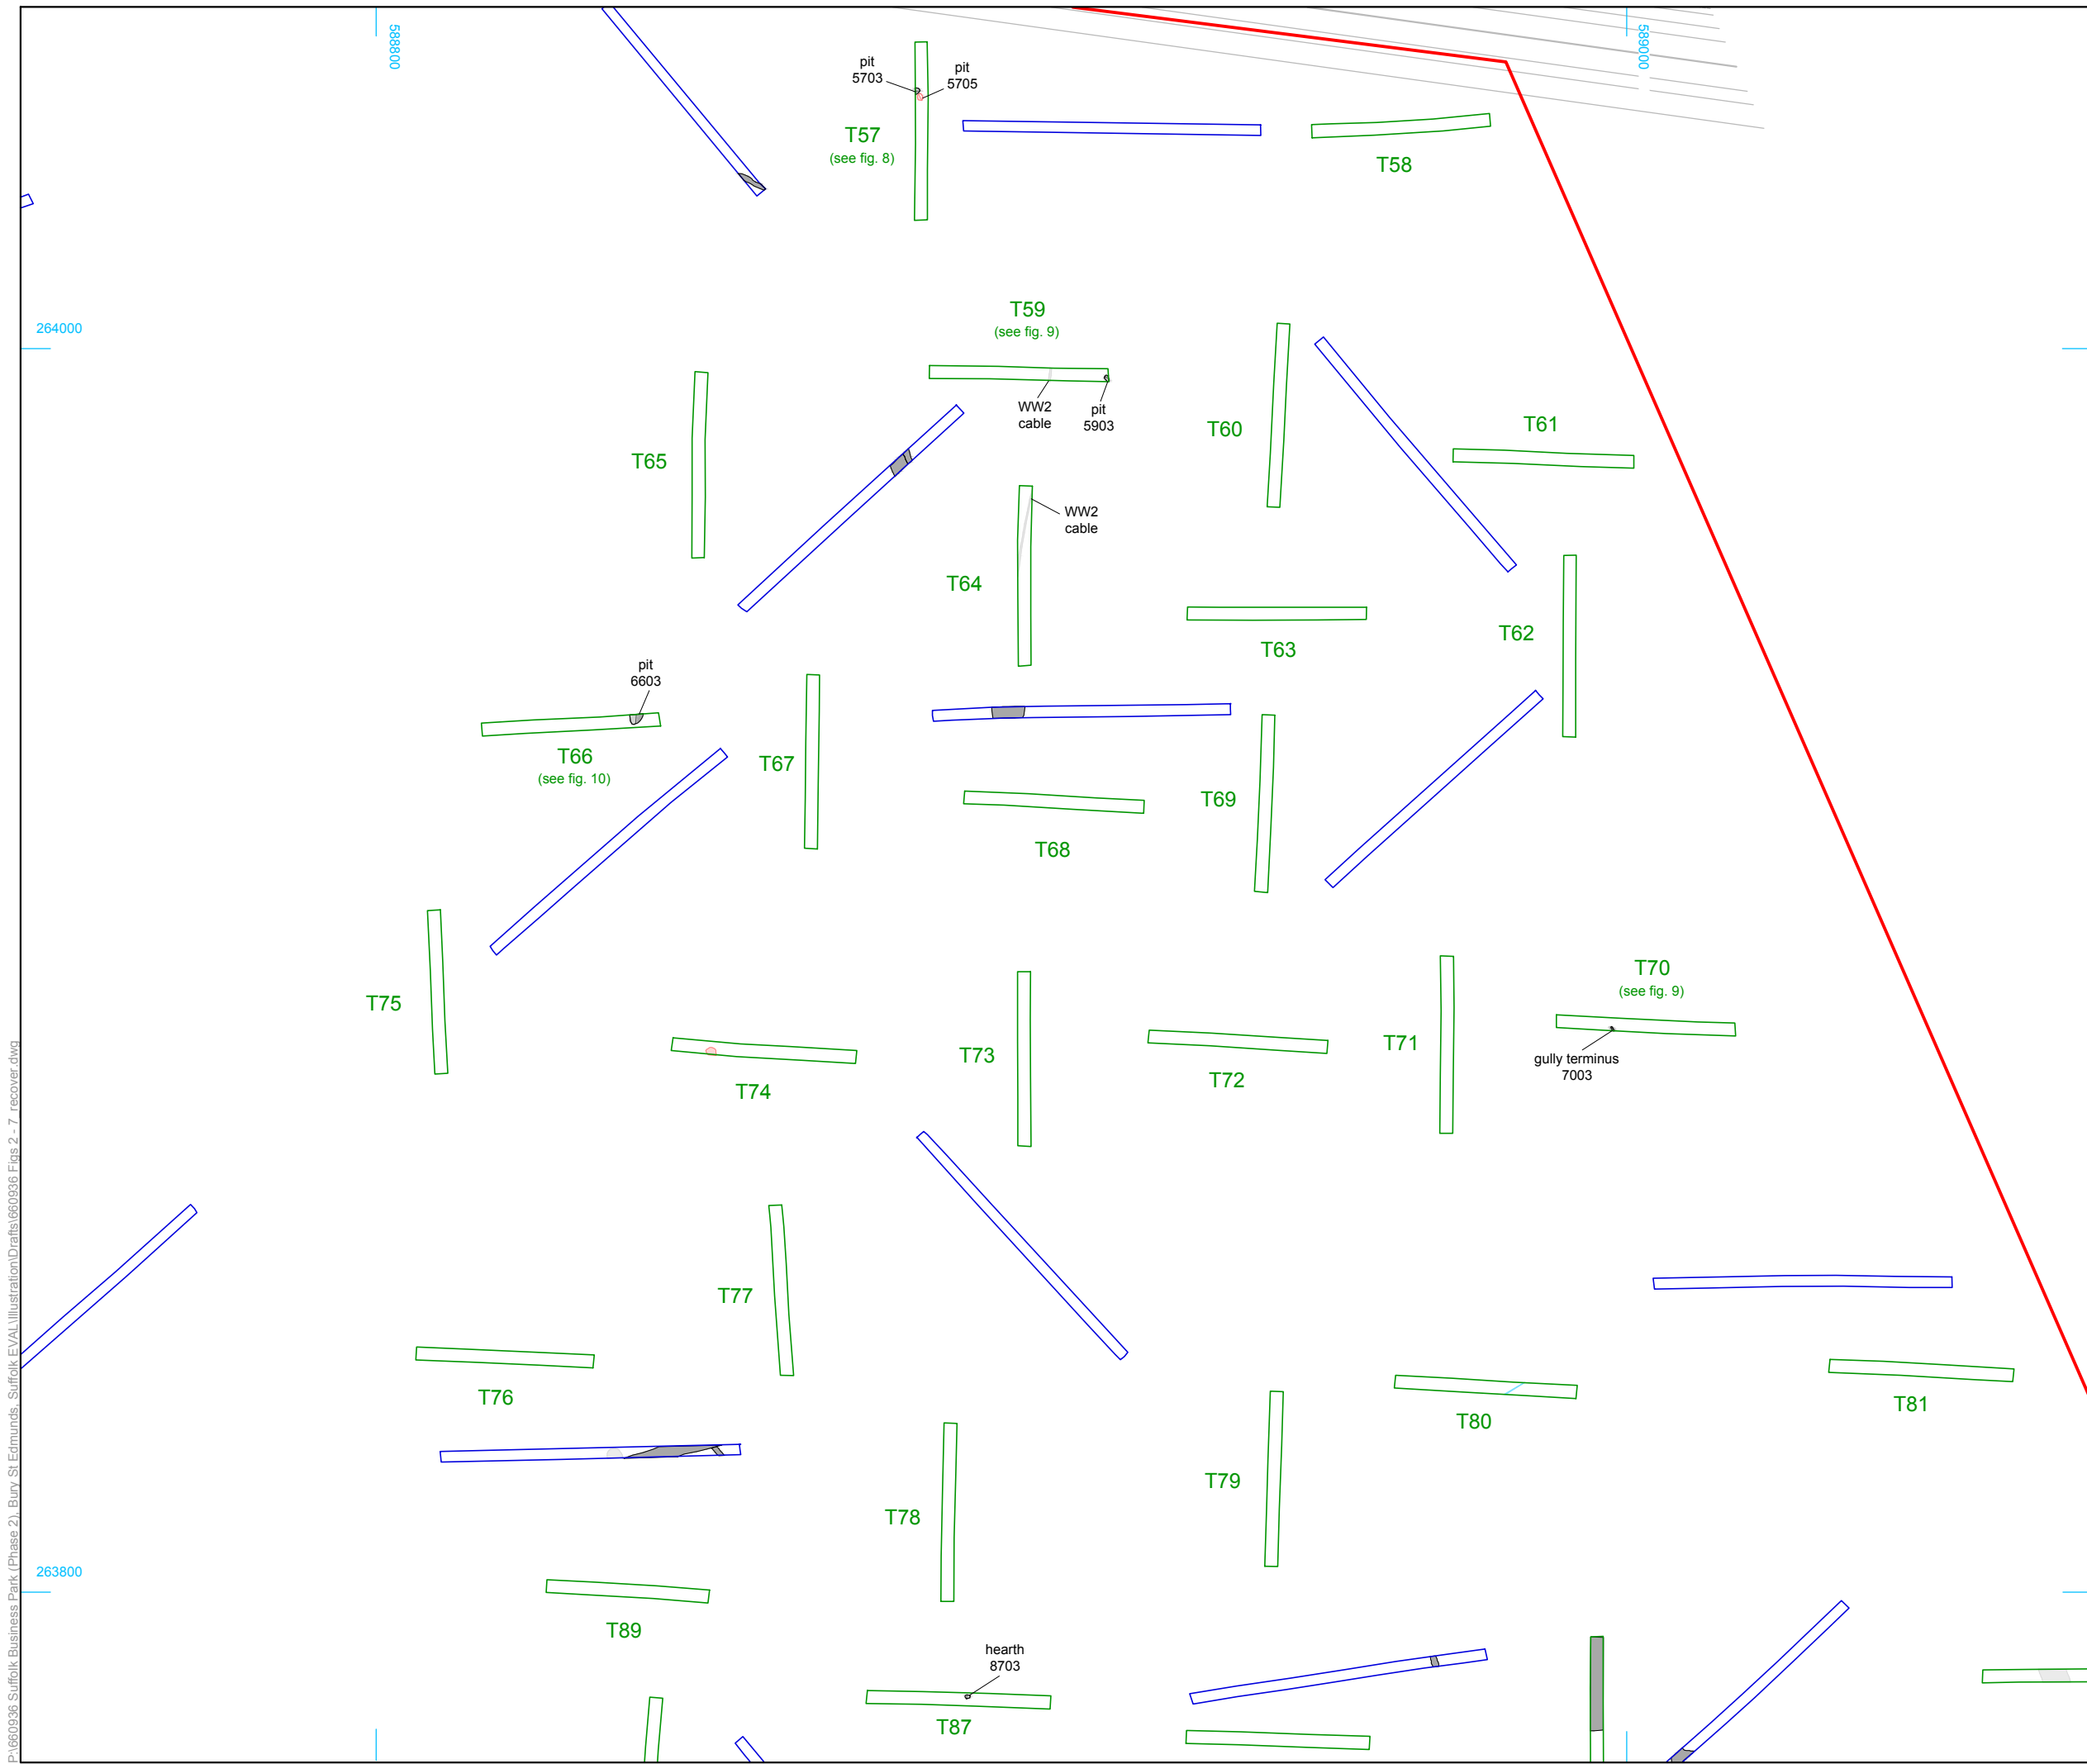 588800
589000
pit
5703
pit
5705
T57
(see fig. 8)
T58
264000
T59
(see fig. 9)
WW2
cable
pit
5903
T60
T61
T65
WW2
cable
T64
T63
T62
pit
6603
T66
(see fig. 10)
T67
T68
T69
T75
T70
(see fig. 9)
gully terminus
7003
T74
T73
T72
T71
T77
T76
T80
T81
T78
T79
263800
T89
hearth
8703
T87
P:\660936 Suffolk Business Park (Phase 2), Bury St Edmunds, Suffolk EVAL\Illustration\Drafts\660936 Figs 2 - 7_recover.dwg